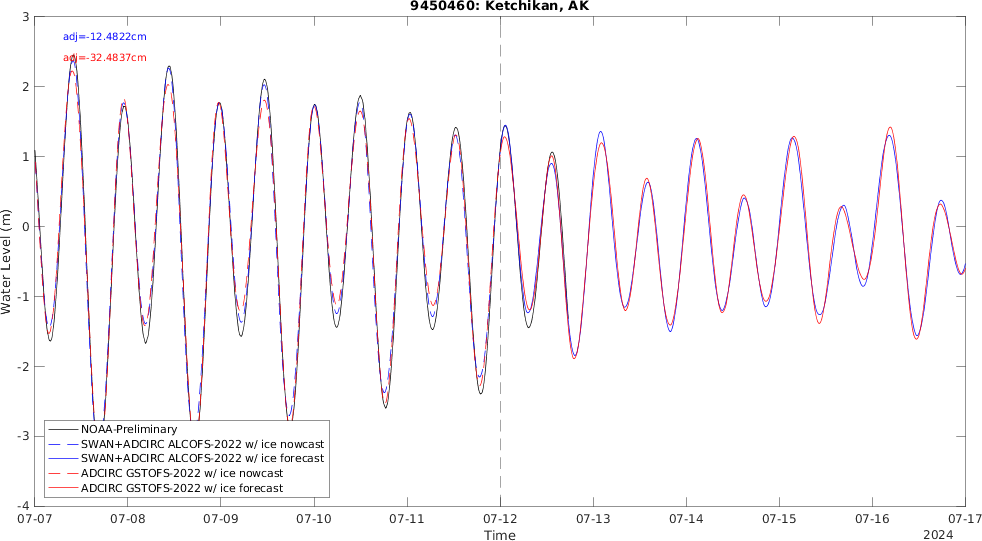 9450460: Ketchikan, AK
adj=-12.4822cm
adj=-32.4837cm
3
2
1
0
-1
-2
-3
-4
Water Level (m)
NOAA-Preliminary
SWAN+ADCIRC ALCOFS-2022 w/ ice nowcast
SWAN+ADCIRC ALCOFS-2022 w/ ice forecast
ADCIRC GSTOFS-2022 w/ ice nowcast
ADCIRC GSTOFS-2022 w/ ice forecast
07-07 07-08 07-09 07-10 07-11 07-12 07-13 07-14 07-15 07-16 07-17
Time
2024